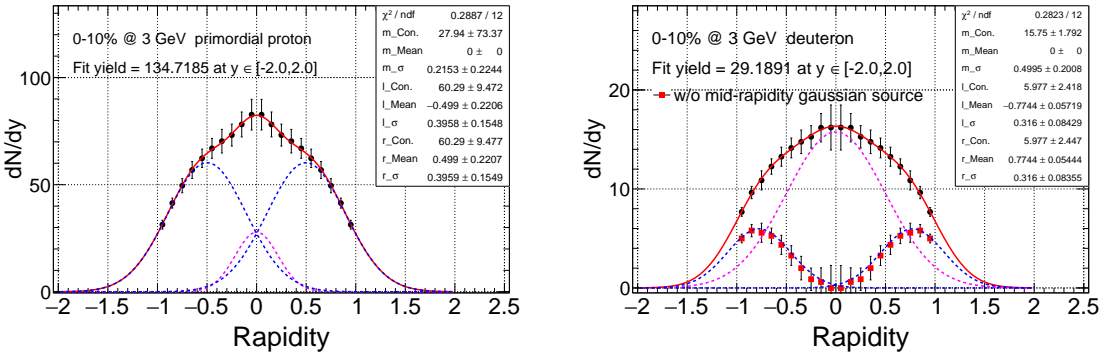 0-10% @ 3 GeV primordial proton
Fit yield = 134.7185 at y ∈ [-2.0,2.0]
χ² / ndf 0.2887 / 12
m_Con. 27.94 ± 73.37
m_Mean 0 ± 0
m_σ 0.2153 ± 0.2244
l_Con. 60.29 ± 9.472
l_Mean −0.499 ± 0.2206
l_σ 0.3958 ± 0.1548
r_Con. 60.29 ± 9.477
r_Mean 0.499 ± 0.2207
r_σ 0.3959 ± 0.1549
dN/dy
100
50
0
−2 −1.5 −1 −0.5 0 0.5 1 1.5 2 2.5
Rapidity
0-10% @ 3 GeV deuteron
Fit yield = 29.1891 at y ∈ [-2.0,2.0]
w/o mid-rapidity gaussian source
χ² / ndf 0.2823 / 12
m_Con. 15.75 ± 1.792
m_Mean 0 ± 0
m_σ 0.4995 ± 0.2008
l_Con. 5.977 ± 2.418
l_Mean −0.7744 ± 0.05719
l_σ 0.316 ± 0.08429
r_Con. 5.977 ± 2.447
r_Mean 0.7744 ± 0.05444
r_σ 0.316 ± 0.08355
dN/dy
20
10
0
−2 −1.5 −1 −0.5 0 0.5 1 1.5 2 2.5
Rapidity